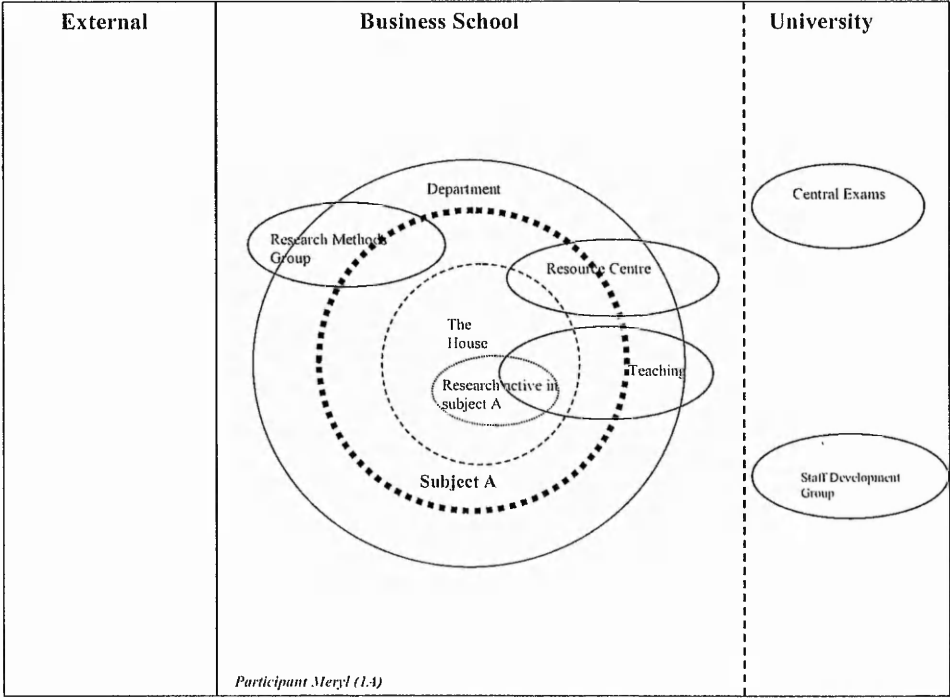 External
Business School
University
Department
Central Exams
Research Methods
Group
Resource Centre
The
House
Teaching
Research active in
subject A
Subject A
Staff Development
Group
Participant Meryl (1A)